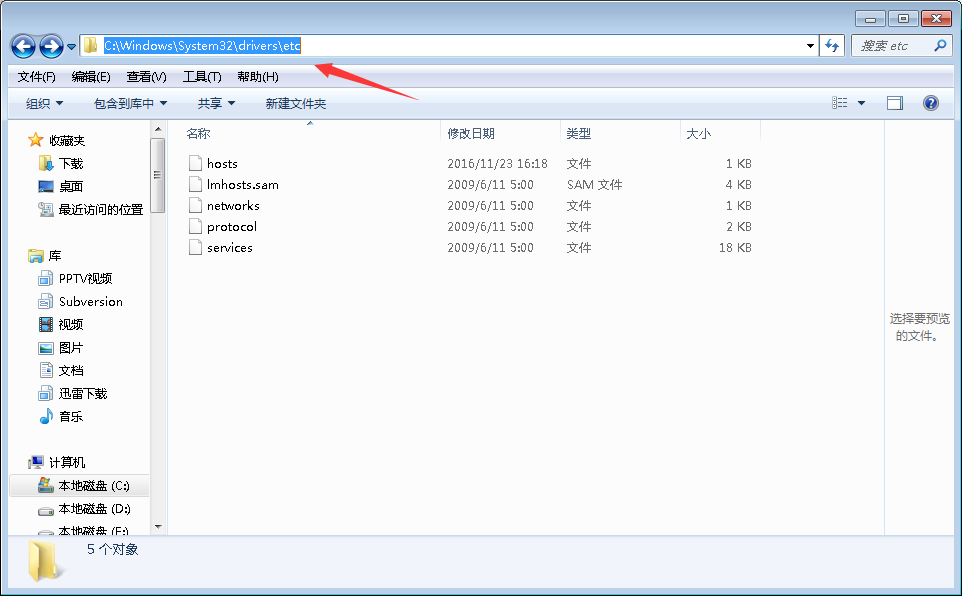 C:\Windows\System32\drivers\etc
搜索 etc
文件(F) 编辑(E) 查看(V) 工具(T) 帮助(H)
组织 包含到库中 共享 新建文件夹
名称 修改日期 类型 大小
hosts 2016/11/23 16:18 文件 1 KB
lmhosts.sam 2009/6/11 5:00 SAM 文件 4 KB
networks 2009/6/11 5:00 文件 1 KB
protocol 2009/6/11 5:00 文件 2 KB
services 2009/6/11 5:00 文件 18 KB
收藏夹
下载
桌面
最近访问的位置
库
PPTV视频
Subversion
视频
图片
文档
迅雷下载
音乐
计算机
本地磁盘 (C:)
本地磁盘 (D:)
本地磁盘 (E:)
选择要预览
的文件。
5 个对象